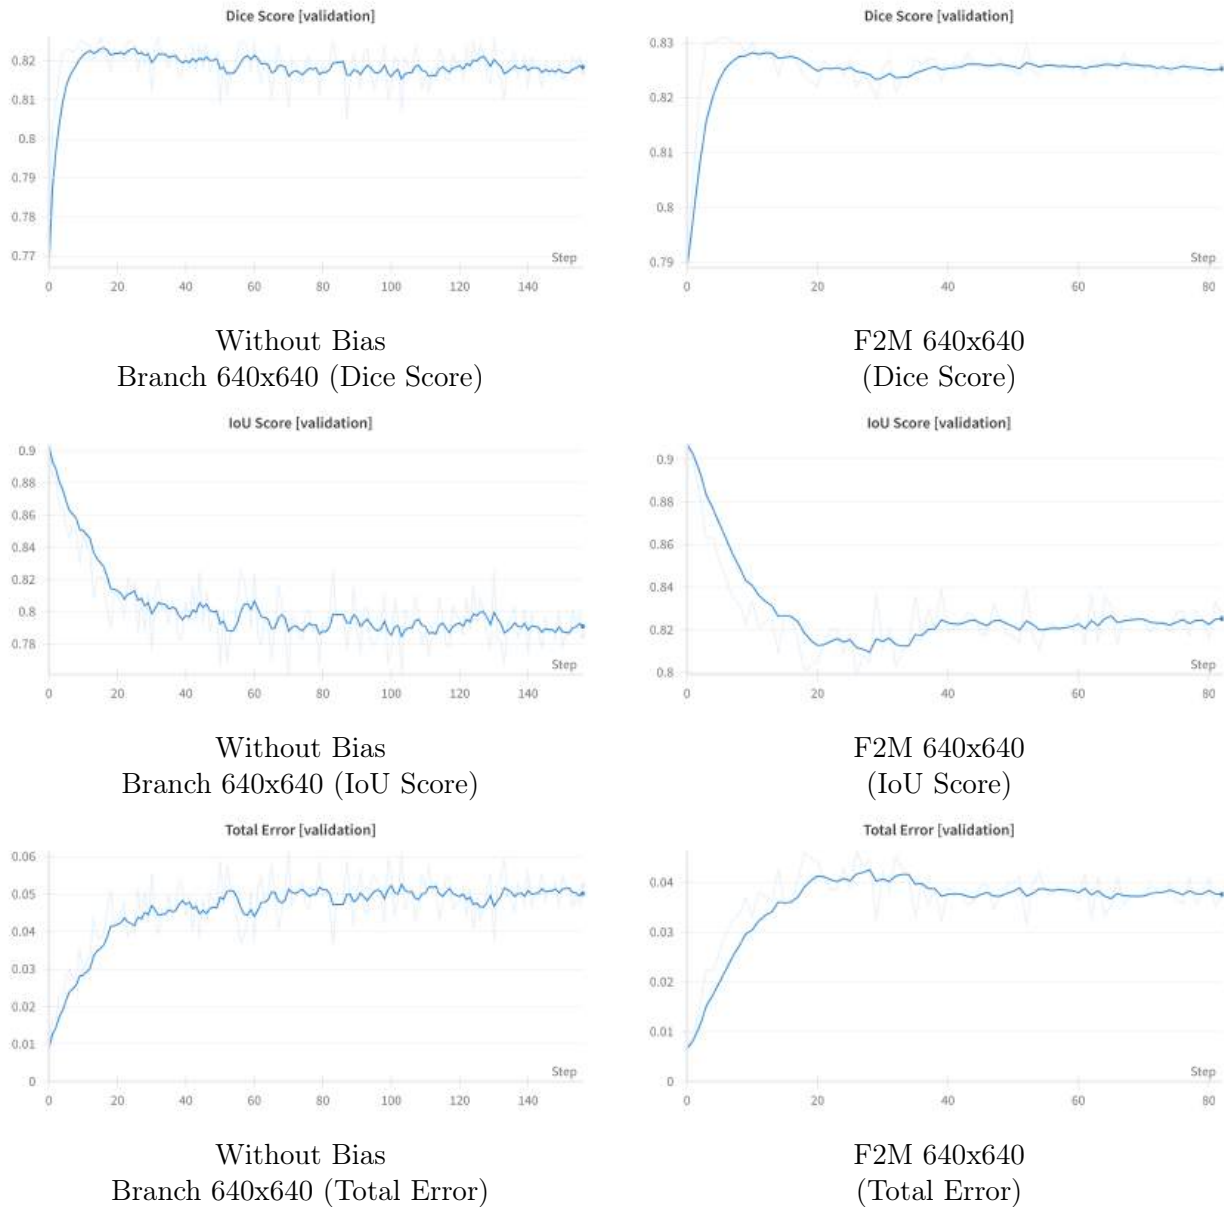 Dice Score [validation]
0.82
0.81
0.8
0.79
0.78
0.77
Step
0 20 40 60 80 100 120 140
Without Bias
Branch 640x640 (Dice Score)
Dice Score [validation]
0.83
0.82
0.81
0.8
0.79
Step
0 20 40 60 80
F2M 640x640
(Dice Score)
IoU Score [validation]
0.9
0.88
0.86
0.84
0.82
0.8
0.78
Step
0 20 40 60 80 100 120 140
Without Bias
Branch 640x640 (IoU Score)
IoU Score [validation]
0.9
0.88
0.86
0.84
0.82
0.8
Step
0 20 40 60 80
F2M 640x640
(IoU Score)
Total Error [validation]
0.06
0.05
0.04
0.03
0.02
0.01
0
Step
0 20 40 60 80 100 120 140
Without Bias
Branch 640x640 (Total Error)
Total Error [validation]
0.04
0.03
0.02
0.01
0
Step
0 20 40 60 80
F2M 640x640
(Total Error)